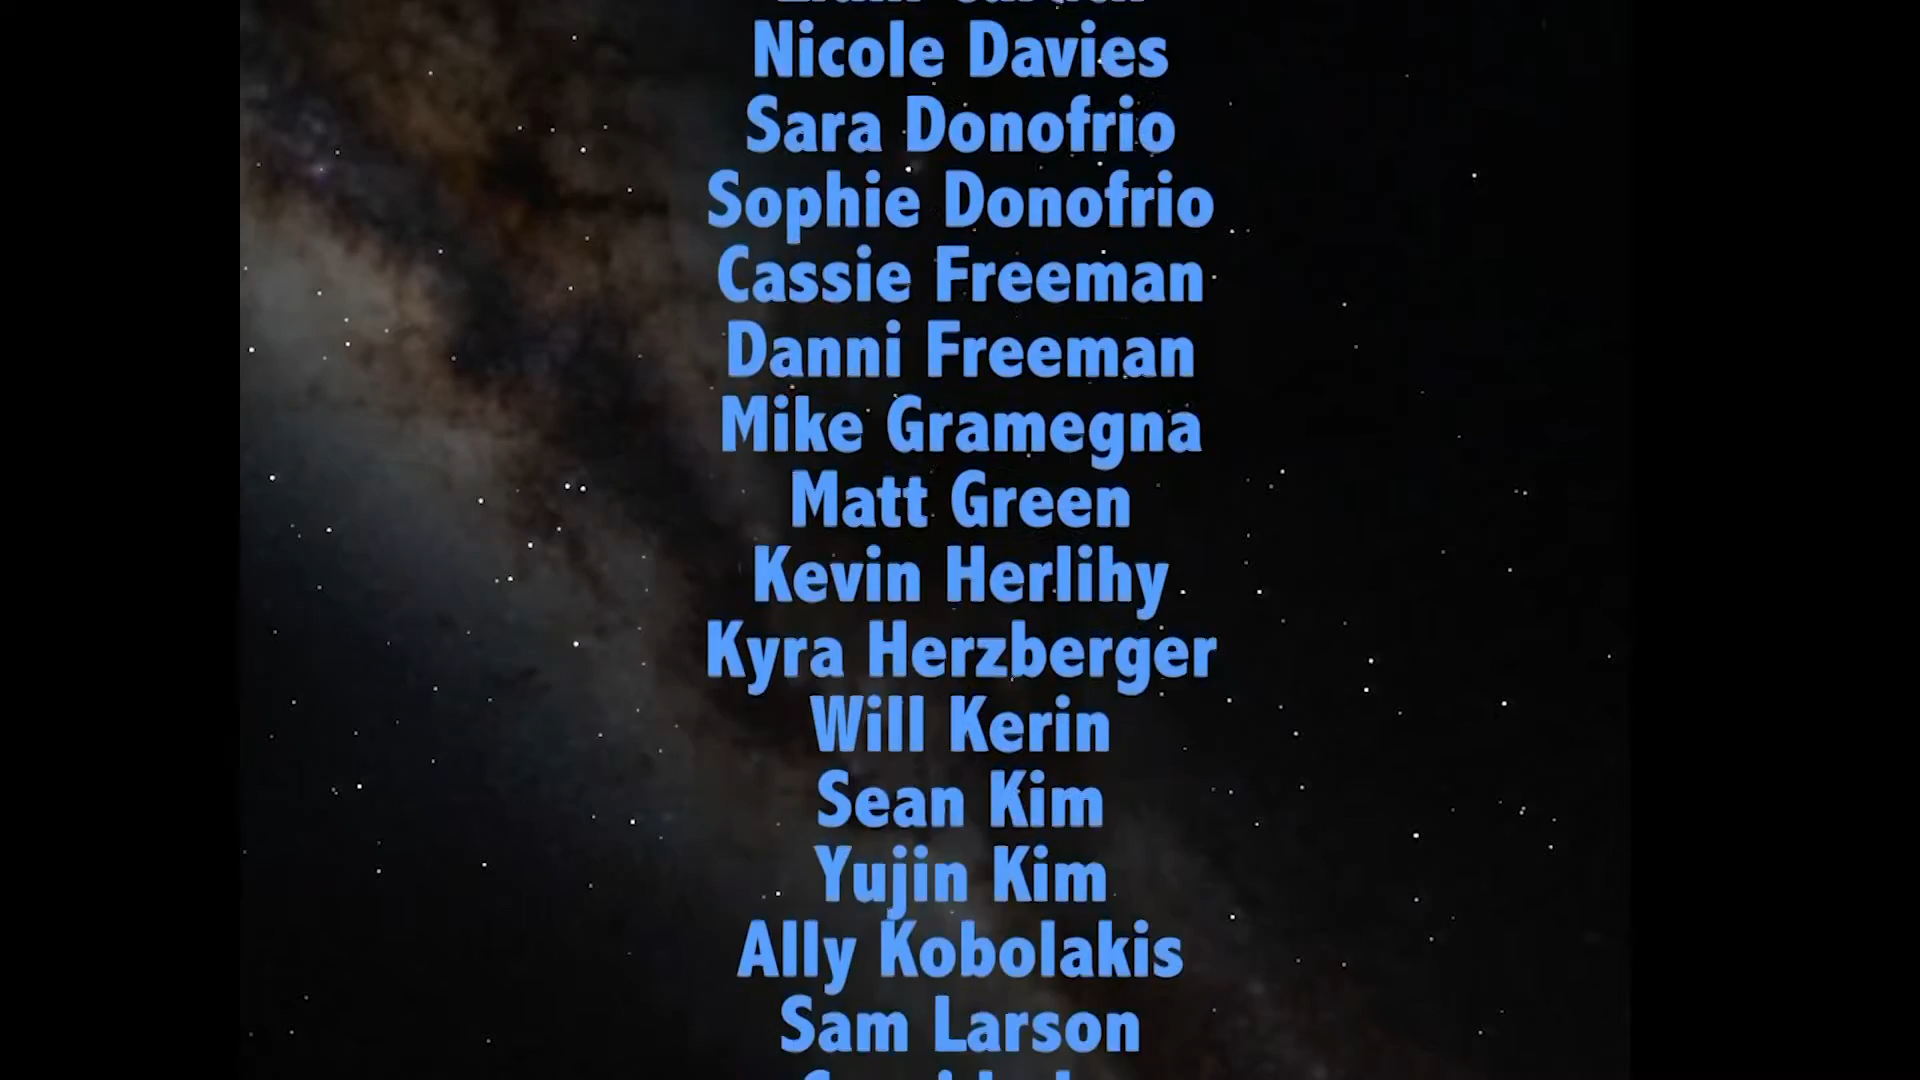 Nicole Davies
Sara Donofrio
Sophie Donofrio
Cassie Freeman
Danni Freeman
Mike Gramegna
Matt Green
Kevin Herlihy
Kyra Herzberger
Will Kerin
Sean Kim
Yujin Kim
Ally Kobolakis
Sam Larson